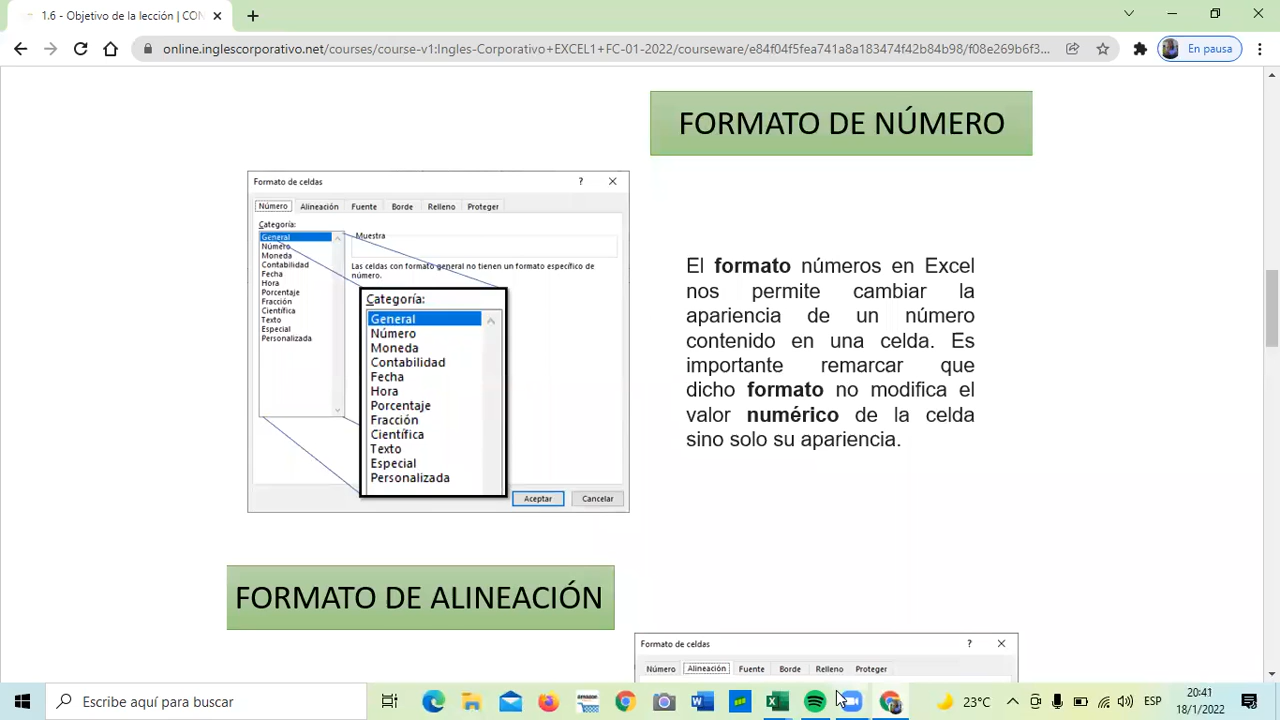 1.6 - Objetivo de la lección | CON
online.inglescorporativo.net/courses/course-v1:Ingles-Corporativo+EXCEL1+FC-01-2022/courseware/
En pausa
FORMATO DE NÚMERO
Formato de celdas
Número Alineación Fuente Borde Relleno Proteger
Categoría:
General
Número
Moneda
Contabilidad
Fecha
Hora
Porcentaje
Fracción
Científica
Texto
Especial
Personalizada
Muestra
Las celdas con formato general no tienen un formato específico de
número.
Categoría:
General
Número
Moneda
Contabilidad
Fecha
Hora
Porcentaje
Fracción
Científica
Texto
Especial
Personalizada
Aceptar Cancelar
El formato números en Excel
nos permite cambiar la
apariencia de un número
contenido en una celda. Es
importante remarcar que
dicho formato no modifica el
valor numérico de la celda
sino solo su apariencia.
FORMATO DE ALINEACIÓN
Formato de celdas
Número Alineación Fuente Borde Relleno Proteger
Escribe aquí para buscar
23°C
ESP
20:41
18/1/2022